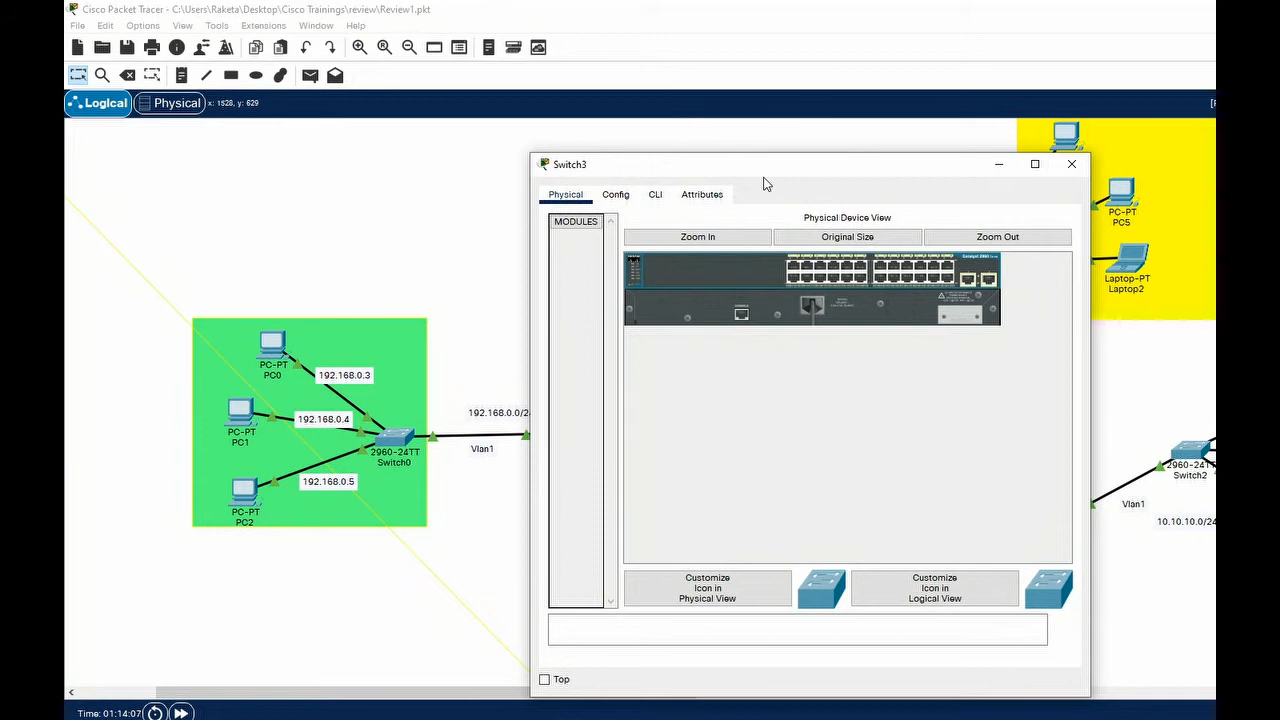 Cisco Packet Tracer - C:\Users\Raketa\Desktop\Cisco Trainings\review\Review1.pkt
File Edit Options View Tools Extensions Window Help
Logical Physical x: 1528, y: 629
Switch3
Physical Config CLI Attributes
MODULES
Physical Device View
Zoom In Original Size Zoom Out
Customize
Icon in
Physical View
Customize
Icon in
Logical View
Top
PC-PT
PC0
192.168.0.3
PC-PT
PC1
192.168.0.4
PC-PT
PC2
192.168.0.5
2960-24TT
Switch0
192.168.0.0/24
Vlan1
PC-PT
PC5
Laptop-PT
Laptop2
2960-24TT
Switch2
Vlan1
10.10.10.0/24
Time: 01:14:07